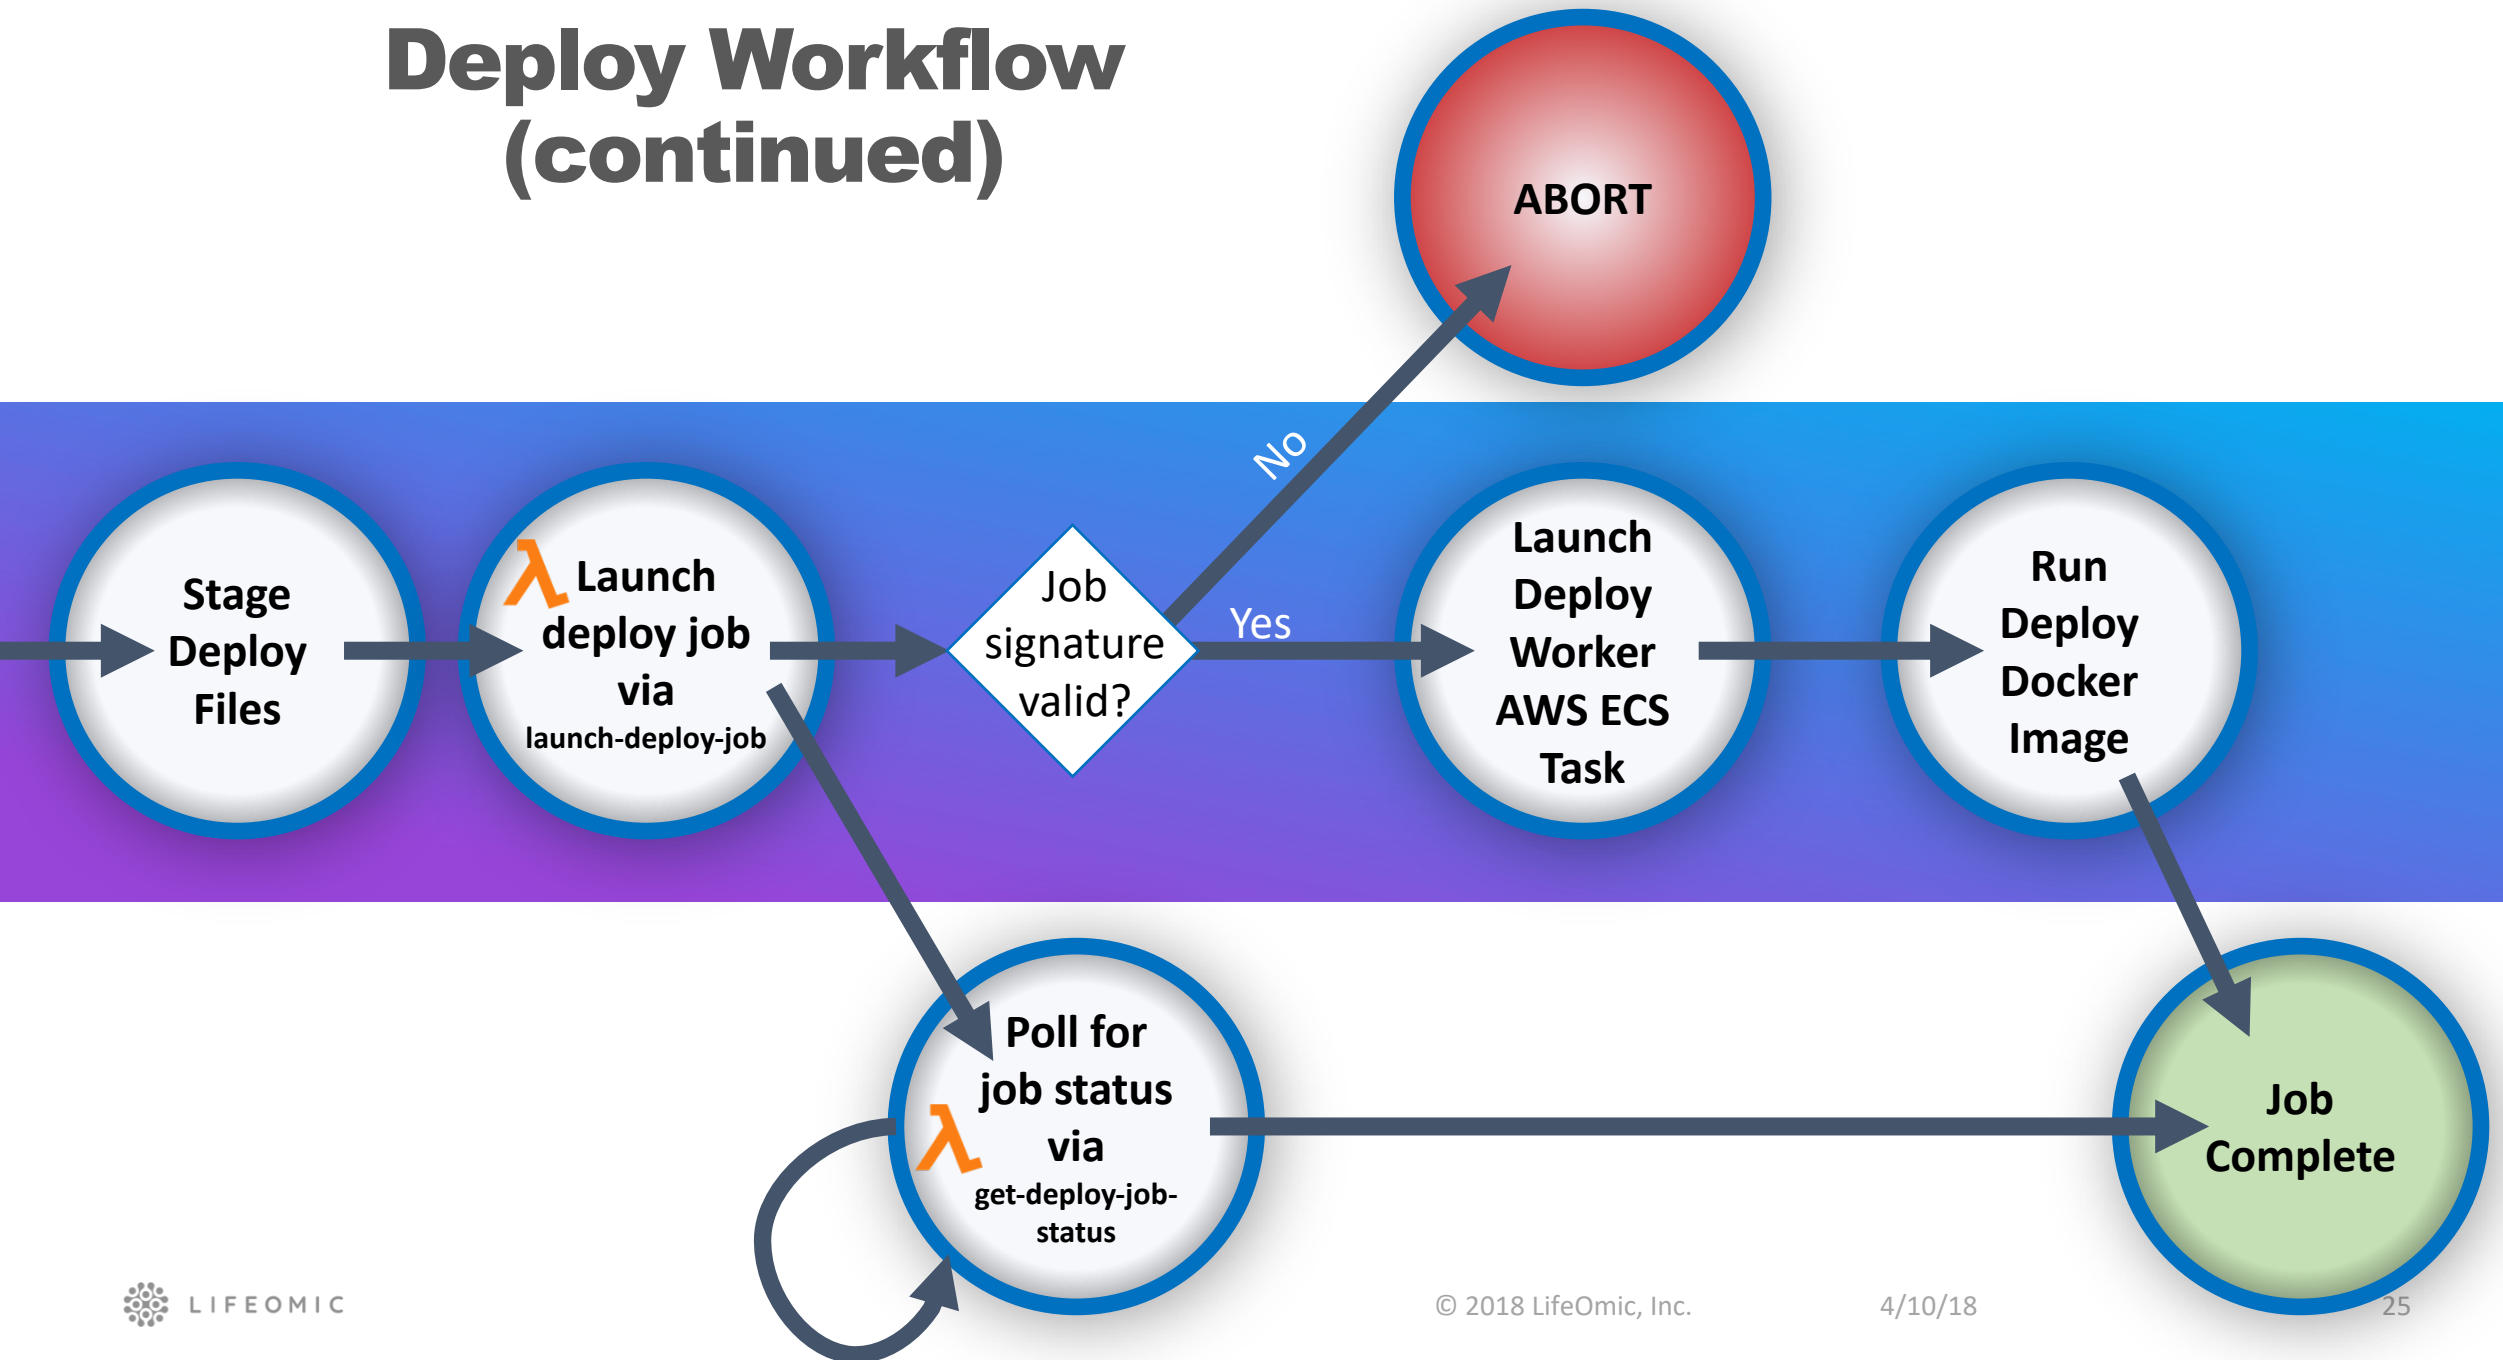 Deploy Workflow
(continued)
ABORT
No
Stage
Deploy
Files
Launch
deploy job
via
launch-deploy-job
Job
signature
valid?
Yes
Launch
Deploy
Worker
AWS ECS
Task
Run
Deploy
Docker
Image
Poll for
job status
via
get-deploy-job-
status
Job
Complete
LIFEOMIC
© 2018 LifeOmic, Inc.
4/10/18
25